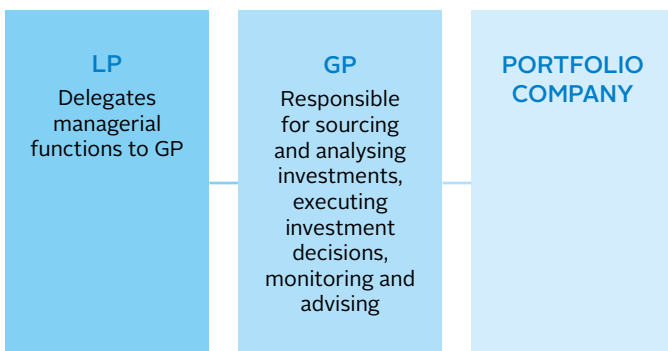 LP
Delegates
managerial
functions to GP
GP
Responsible
for sourcing
and analysing
investments,
executing
investment
decisions,
monitoring and
advising
PORTFOLIO
COMPANY